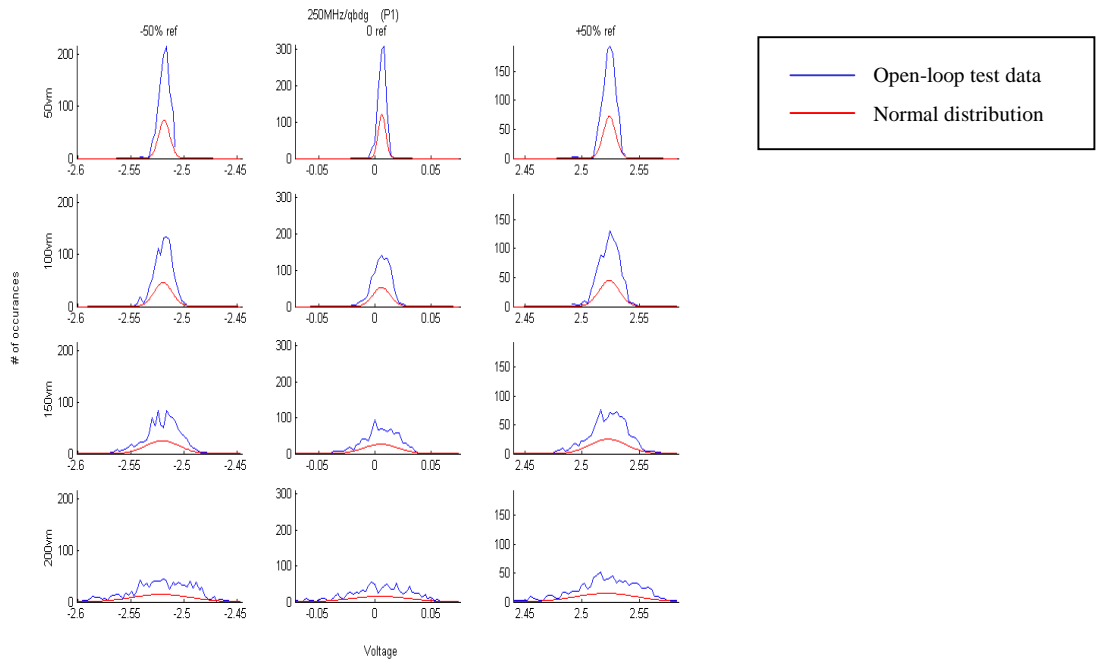 250MHz/qbdg (P1)
-50% ref
0 ref
+50% ref
Open-loop test data
Normal distribution
# of occurances
50vm
200
100
0
-2.6 -2.55 -2.5 -2.45
300
200
100
0
-0.05 0 0.05
150
100
50
0
2.45 2.5 2.55
100vm
200
100
0
-2.6 -2.55 -2.5 -2.45
300
200
100
0
-0.05 0 0.05
150
100
50
0
2.45 2.5 2.55
150vm
200
100
0
-2.6 -2.55 -2.5 -2.45
300
200
100
0
-0.05 0 0.05
150
100
50
0
2.45 2.5 2.55
200vm
200
100
0
-2.6 -2.55 -2.5 -2.45
300
200
100
0
-0.05 0 0.05
150
100
50
0
2.45 2.5 2.55
Voltage